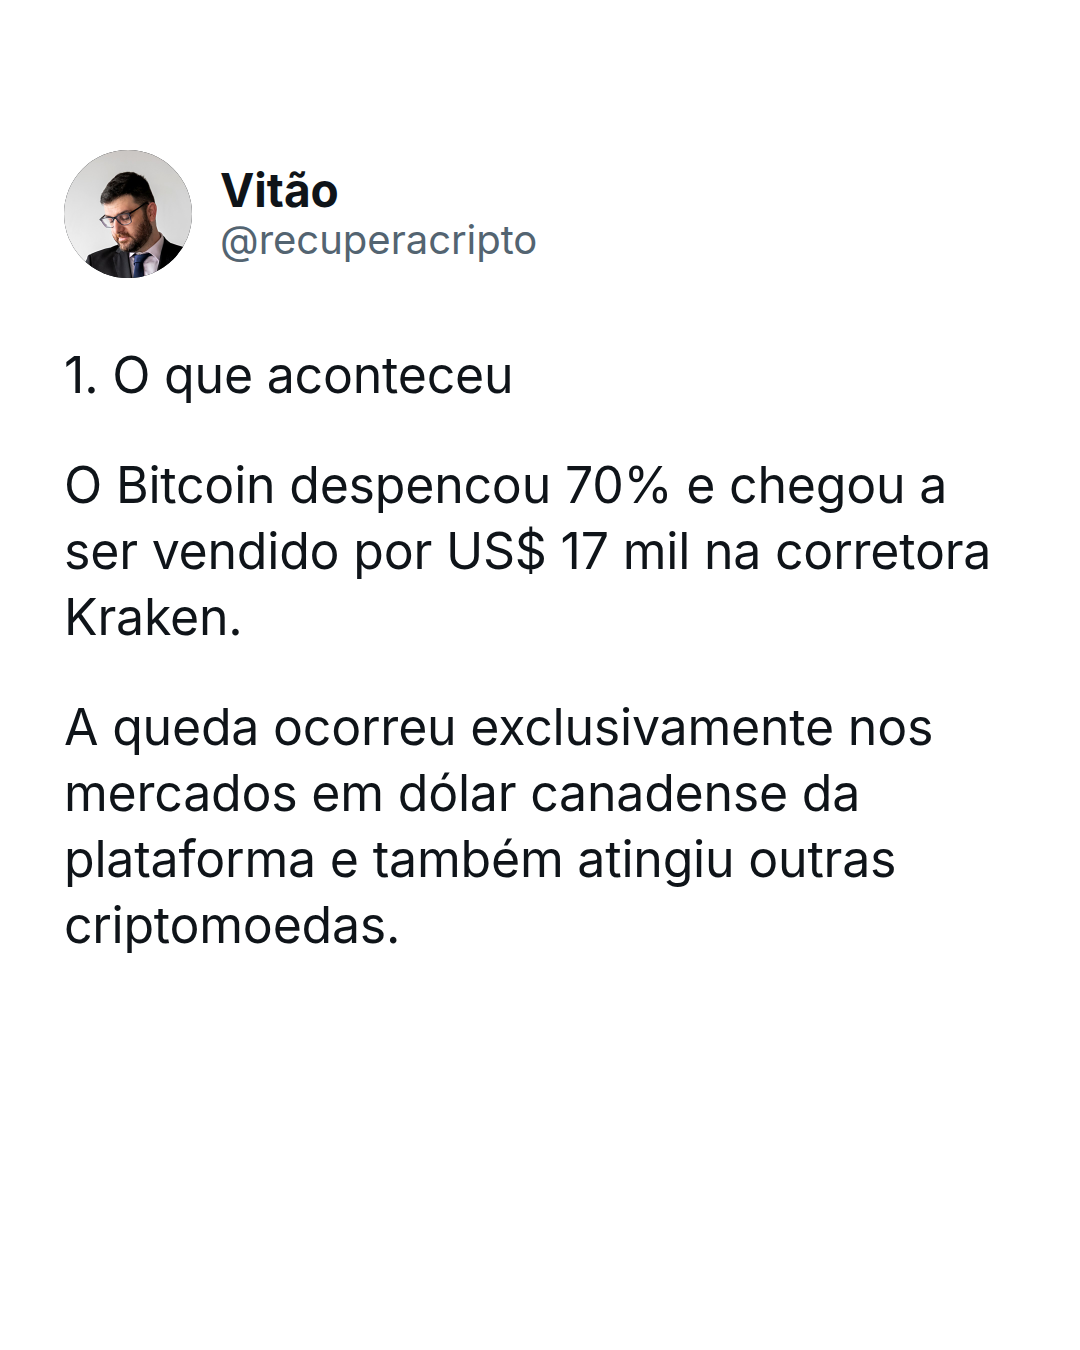 Vitão
@recuperacripto
1. O que aconteceu
O Bitcoin despencou 70% e chegou a
ser vendido por US$ 17 mil na corretora
Kraken.
A queda ocorreu exclusivamente nos
mercados em dólar canadense da
plataforma e também atingiu outras
criptomoedas.